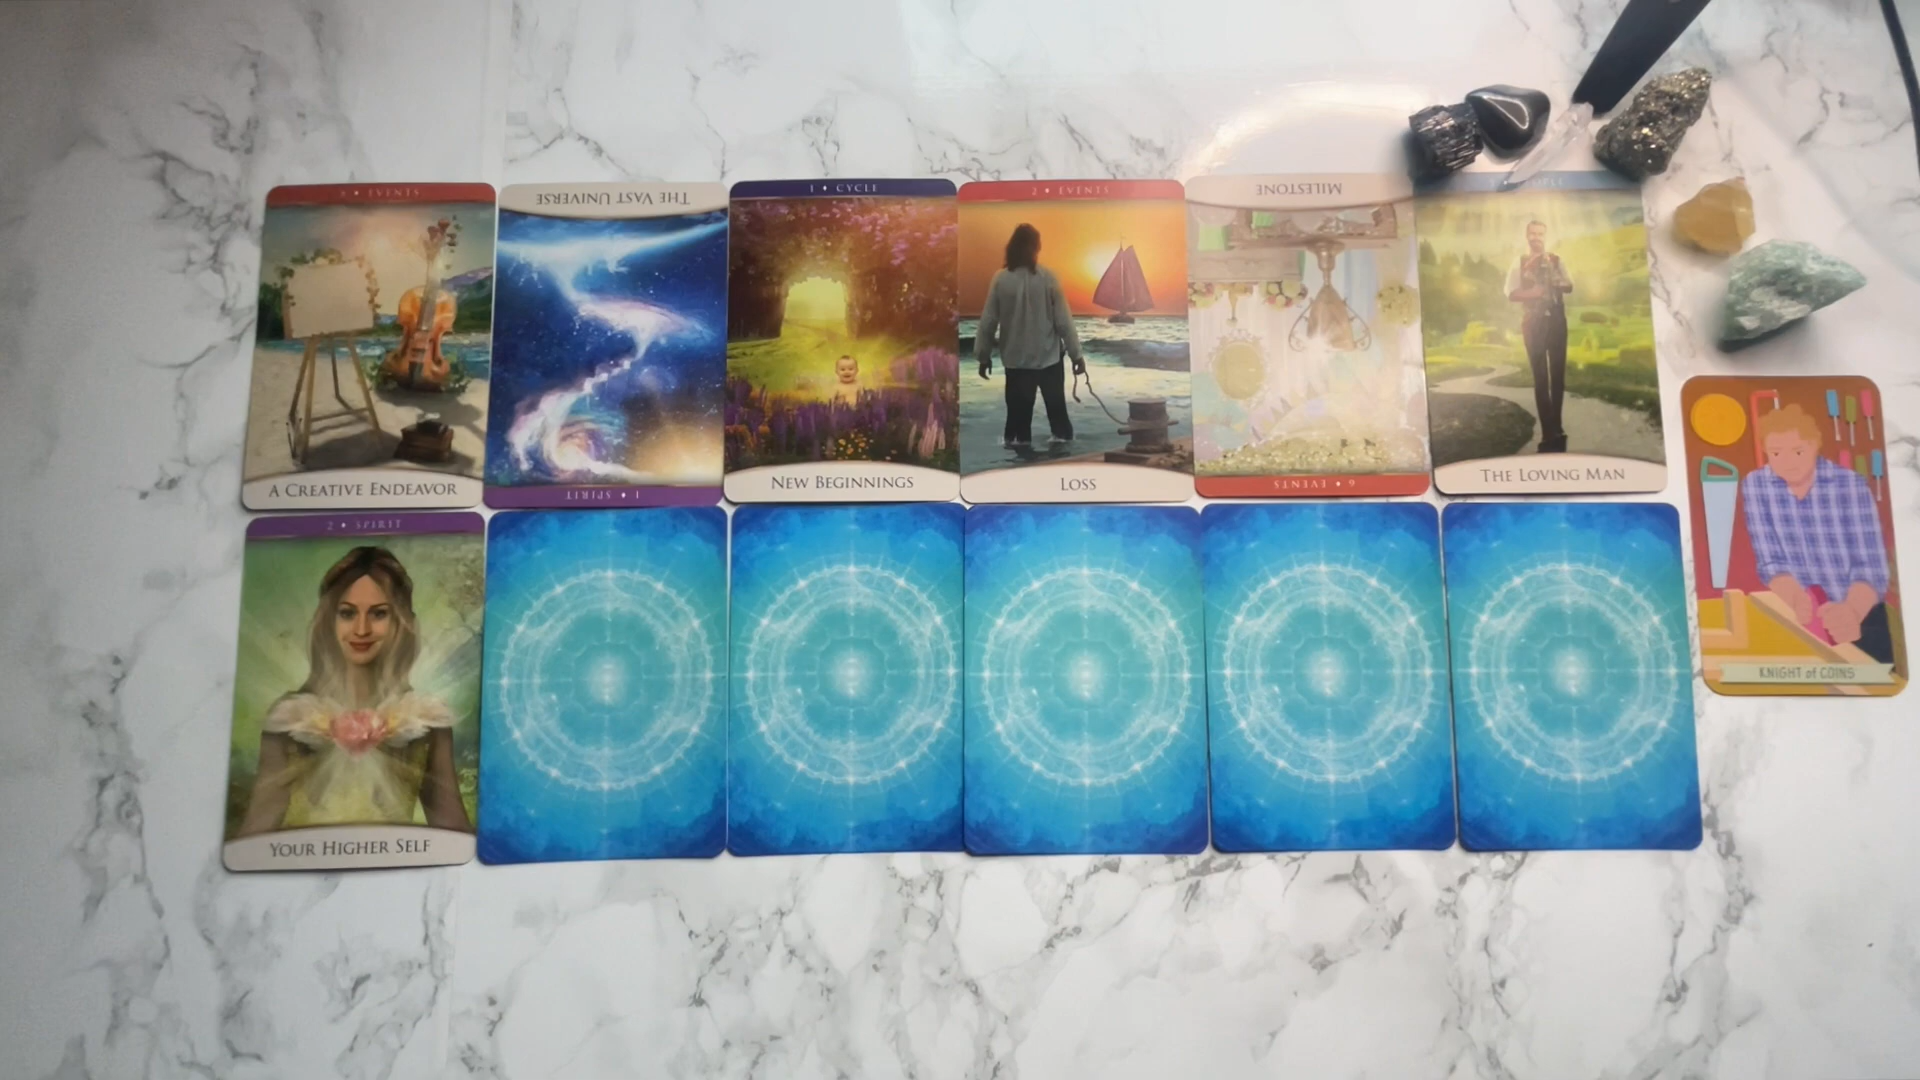 EVENTS
THE VAST UNIVERSE
1 ♦ CYCLE
2 ♦ EVENTS
MILESTONE
A CREATIVE ENDEAVOR
1 ♦ SPIRIT
NEW BEGINNINGS
LOSS
6 ♦ EVENTS
THE LOVING MAN
2 ♦ SPIRIT
YOUR HIGHER SELF
KNIGHT of COINS